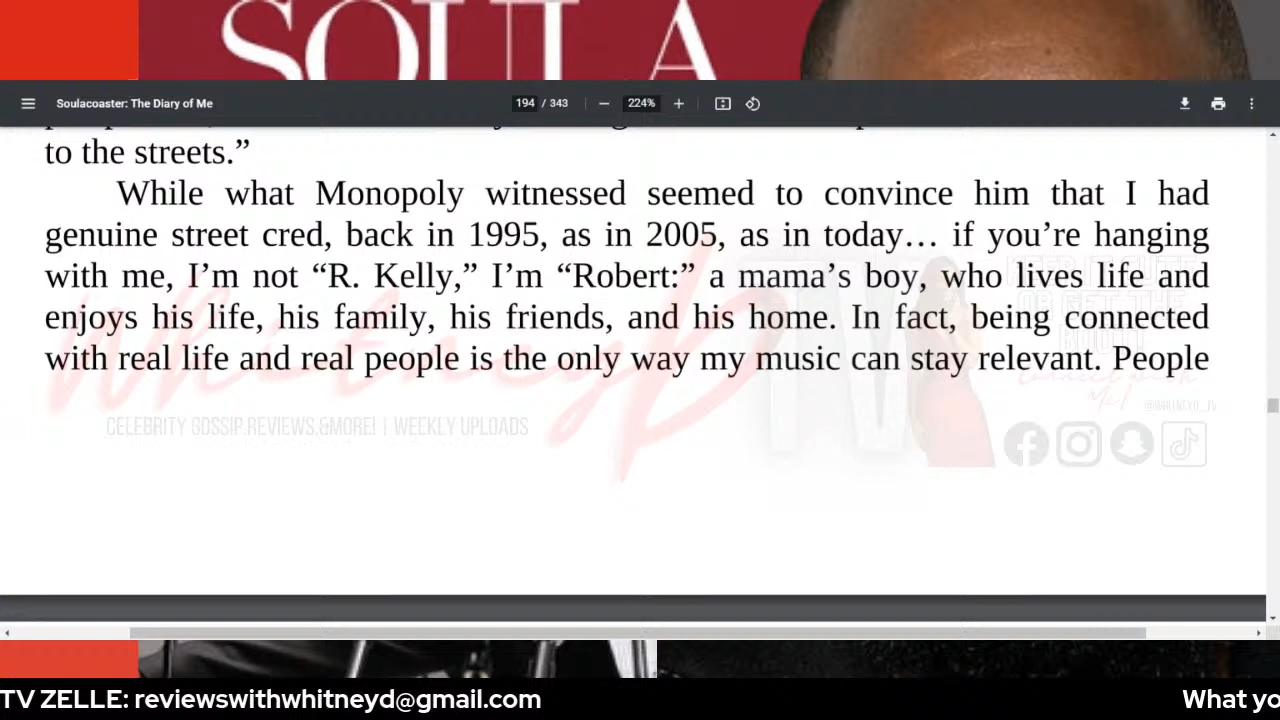 SOULA
Soulacoaster: The Diary of Me
194 / 343
224%
to the streets.”
While what Monopoly witnessed seemed to convince him that I had
genuine street cred, back in 1995, as in 2005, as in today… if you’re hanging
with me, I’m not “R. Kelly,” I’m “Robert:” a mama’s boy, who lives life and
enjoys his life, his family, his friends, and his home. In fact, being connected
with real life and real people is the only way my music can stay relevant. People
WhitneyD TV
CELEBRITY GOSSIP,REVIEWS,&MORE! | WEEKLY UPLOADS
@WHITNEYD_TV
TV ZELLE: reviewswithwhitneyd@gmail.com
What yo